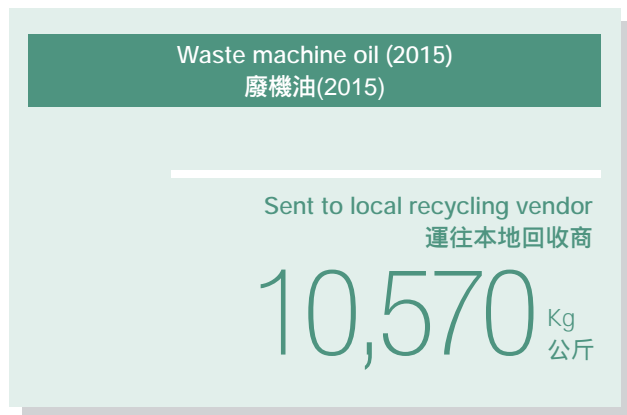 Waste machine oil (2015)
廢機油(2015)
Sent to local recycling vendor
運往本地回收商
10,570 Kg
公斤